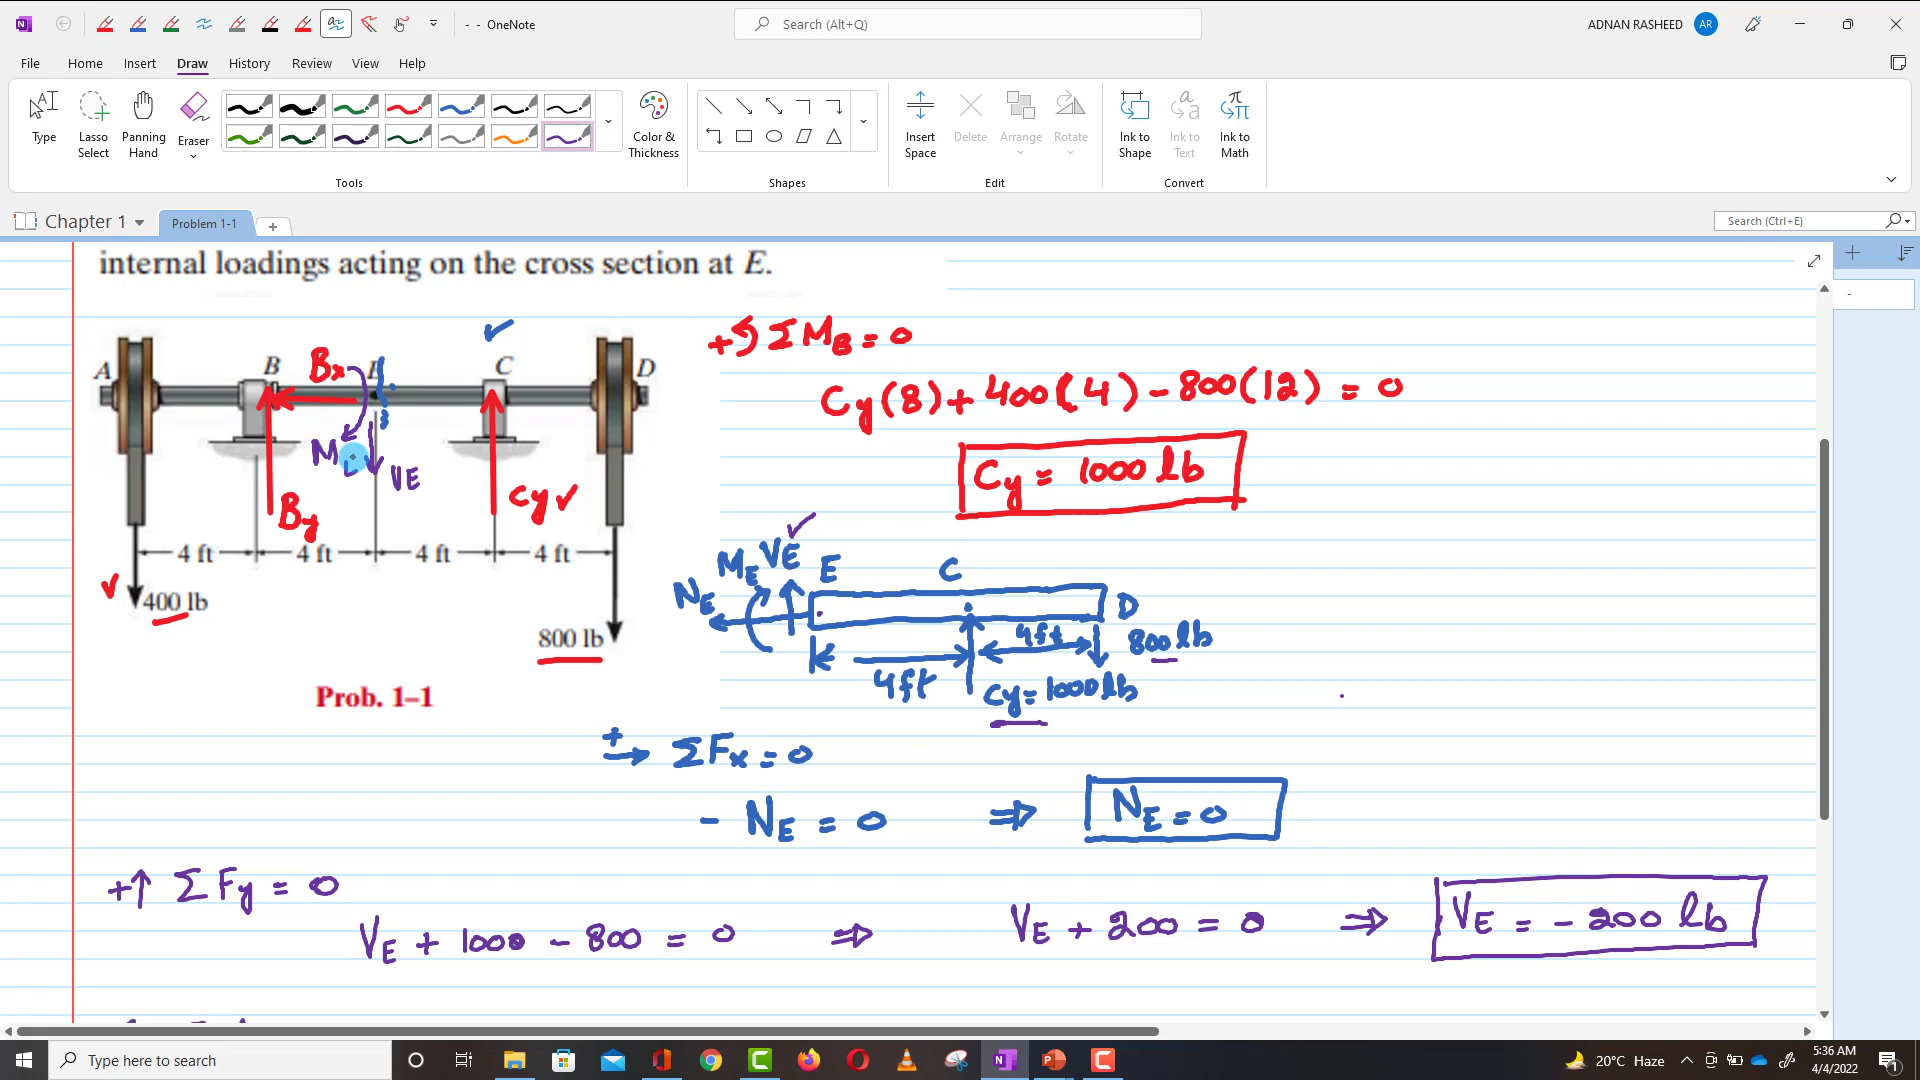 - - OneNote
Search (Alt+Q)
ADNAN RASHEED
AR
File Home Insert Draw History Review View Help
Type
Lasso Select
Panning Hand
Eraser
Color & Thickness
Insert Space
Delete
Arrange
Rotate
Ink to Shape
Ink to Text
Ink to Math
Tools
Shapes
Edit
Convert
Chapter 1
Problem 1-1
Search (Ctrl+E)
internal loadings acting on the cross section at E.
A B Bx C D
ME
VE
By
Cy
4 ft 4 ft 4 ft 4 ft
400 lb
800 lb
Prob. 1–1
+ ΣMB = 0
Cy(8) + 400(4) - 800(12) = 0
Cy = 1000 lb
NE ME VE E C D
4ft
4ft
800 lb
Cy = 1000 lb
+→ ΣFx = 0
- NE = 0 ⇒ NE = 0
+↑ ΣFy = 0
VE + 1000 - 800 = 0 ⇒ VE + 200 = 0 ⇒ VE = - 200 lb
Type here to search
20°C Haze
5:36 AM
4/4/2022